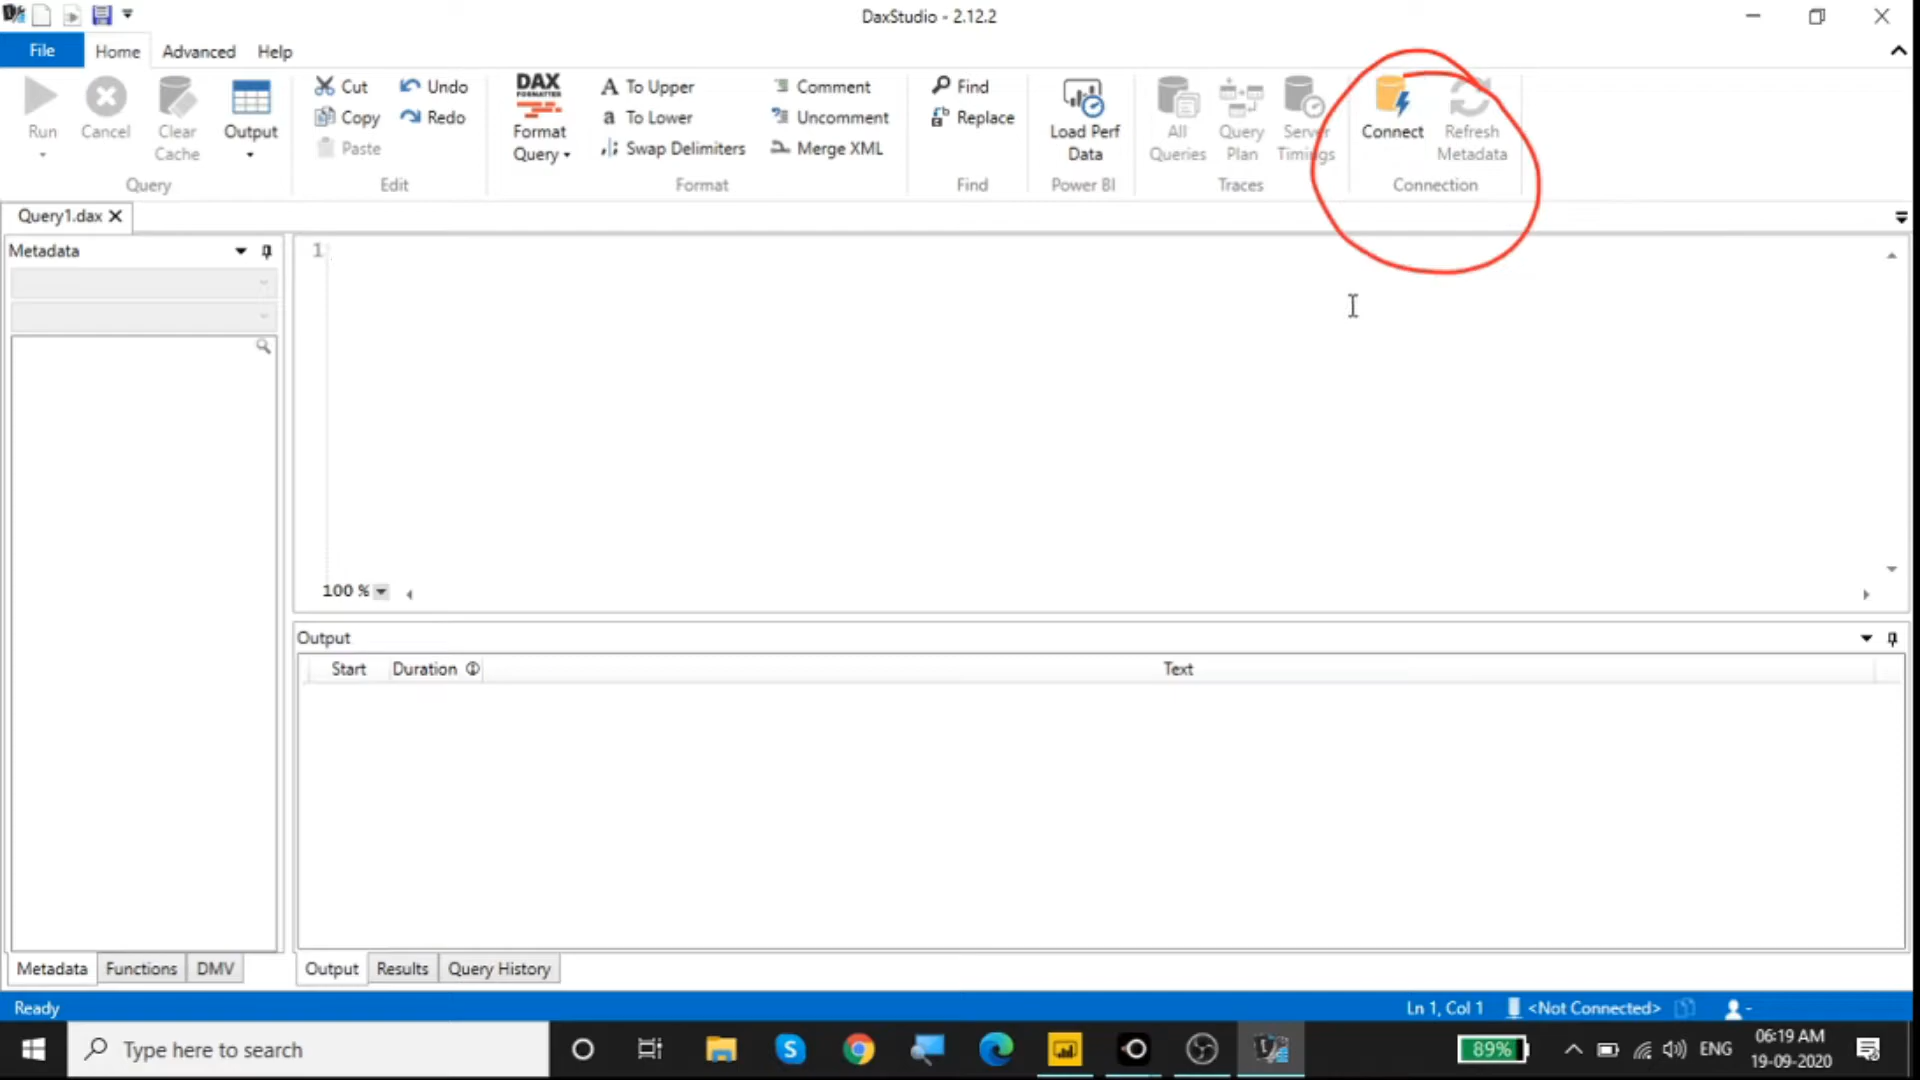 DaxStudio - 2.12.2
File Home Advanced Help
Run
Cancel
Clear Cache
Output
Query
Cut
Copy
Paste
Undo
Redo
Edit
DAX
FORMATTER
Format Query
A To Upper
a To Lower
Swap Delimiters
Comment
Uncomment
Merge XML
Format
Find
Replace
Find
Load Perf Data
Power BI
All Queries
Query Plan
Server Timings
Traces
Connect
Refresh Metadata
Connection
Query1.dax
Metadata
1
100 %
Output
Start Duration Text
Metadata Functions DMV
Output Results Query History
Ready Ln 1, Col 1 <Not Connected> -
Type here to search
89%
ENG
06:19 AM
19-09-2020